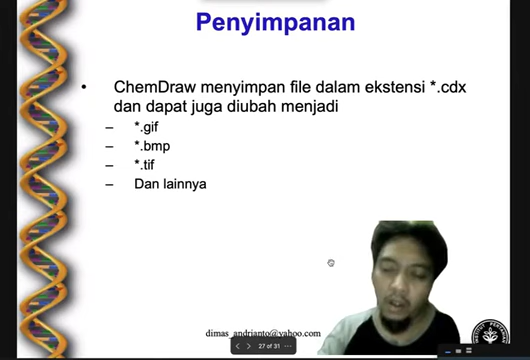 Penyimpanan
• ChemDraw menyimpan file dalam ekstensi *.cdx
dan dapat juga diubah menjadi
– *.gif
– *.bmp
– *.tif
– Dan lainnya
dimas_andrianto@yahoo.com
27 of 31